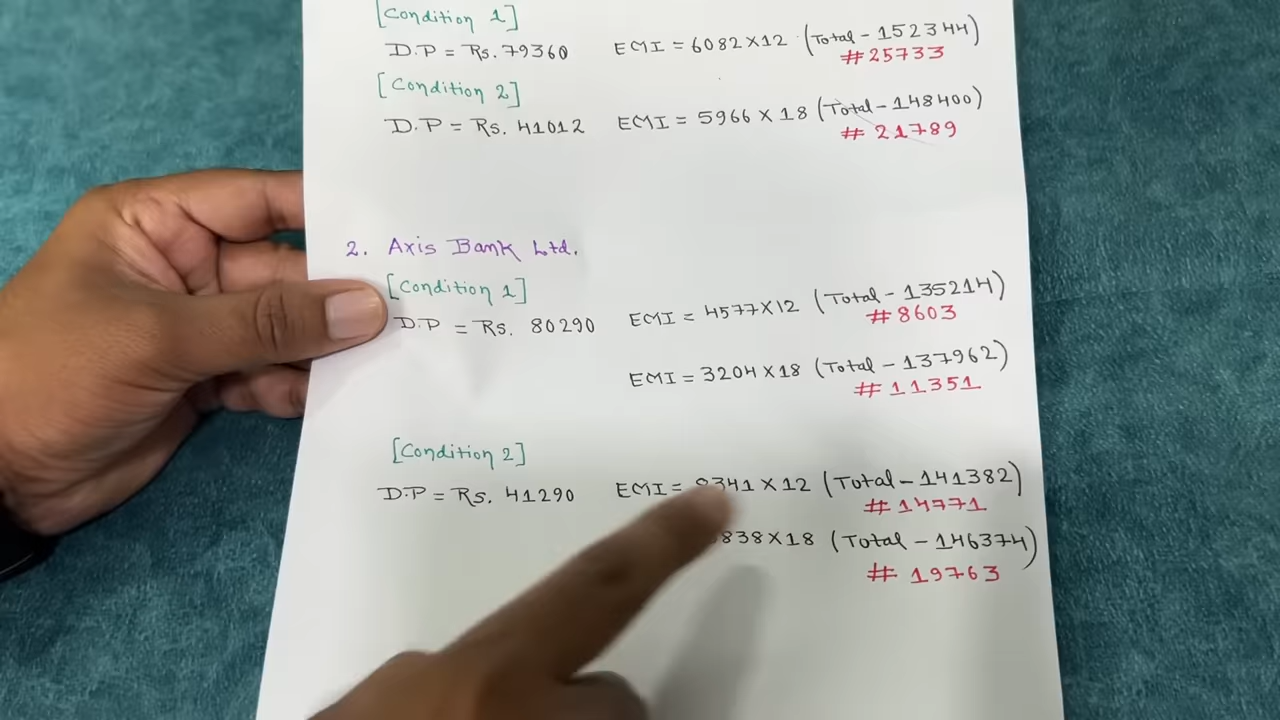 [Condition 1]
D.P = Rs. 79360 EMI = 6082 X 12 (Total - 152344)
# 25733
[Condition 2]
D.P = Rs. 41012 EMI = 5966 X 18 (Total - 148400)
# 21789
2. Axis Bank Ltd.
[Condition 1]
D.P = Rs. 80290 EMI = 4577 X 12 (Total - 135214)
# 8603
EMI = 3204 X 18 (Total - 137962)
# 11351
[Condition 2]
D.P = Rs. 41290 EMI = 8341 X 12 (Total - 141382)
# 14771
X 18 (Total - 146374)
# 19763